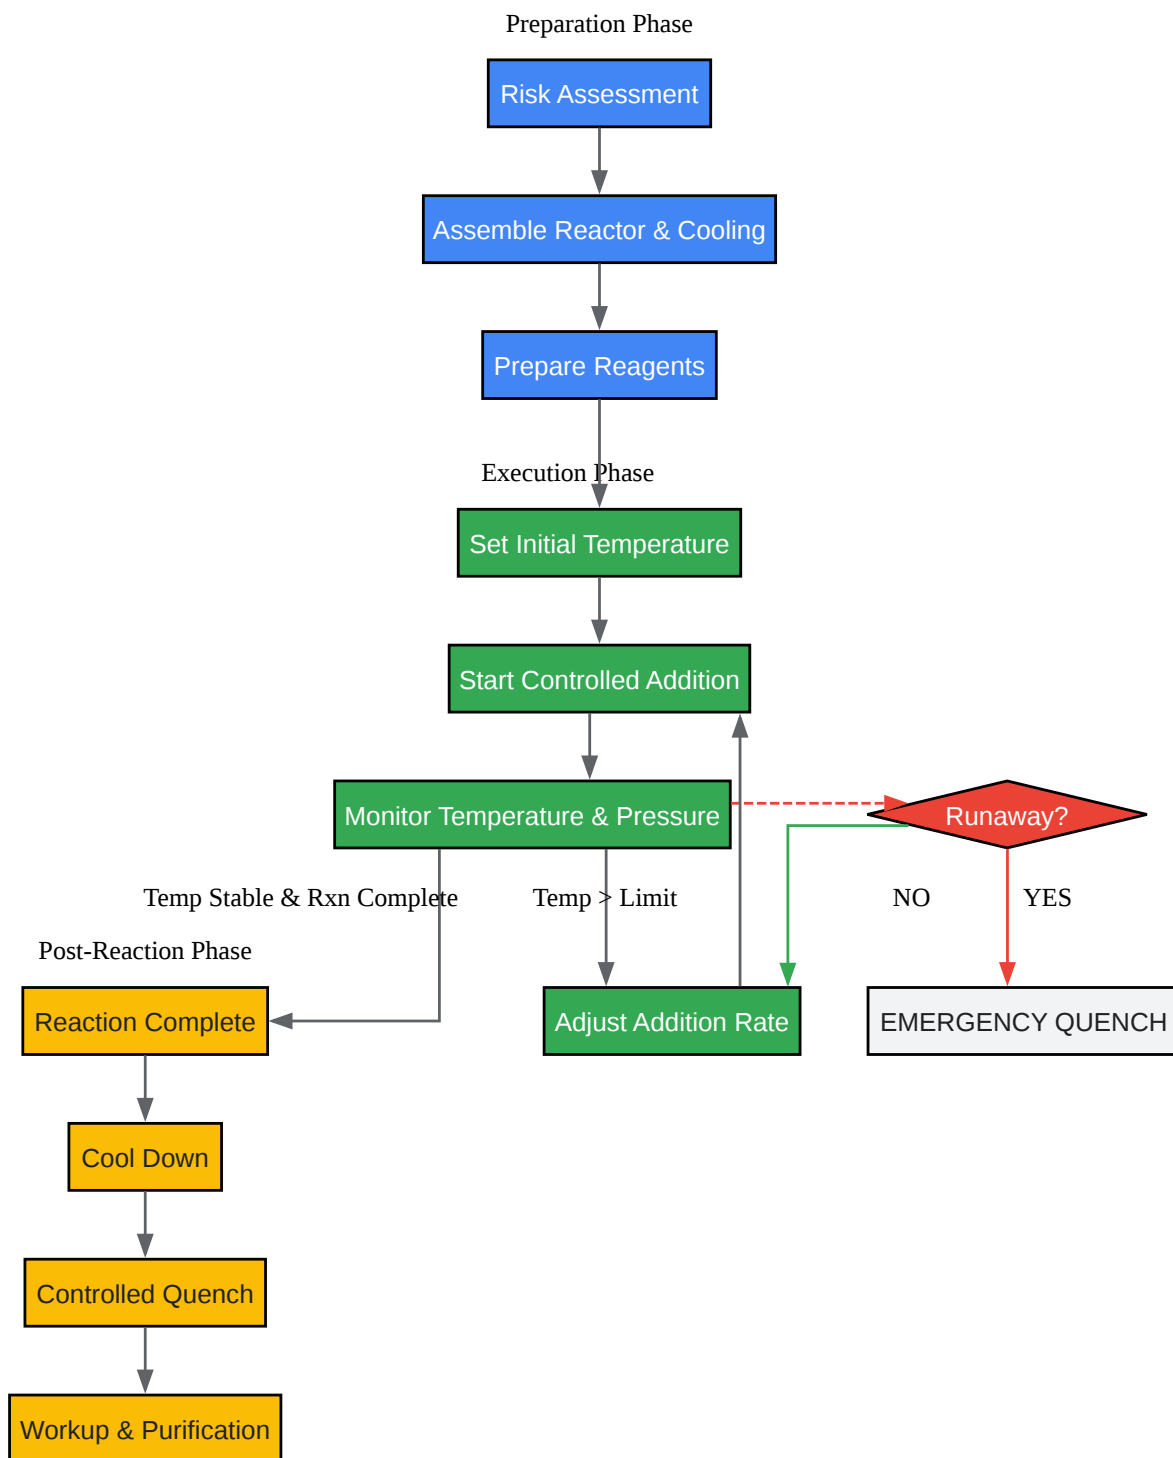 Preparation Phase
Risk Assessment
Assemble Reactor & Cooling
Prepare Reagents
Execution Phase
Set Initial Temperature
Start Controlled Addition
Monitor Temperature & Pressure
Runaway?
Temp Stable & Rxn Complete
Temp > Limit
NO
YES
Post-Reaction Phase
Reaction Complete
Adjust Addition Rate
EMERGENCY QUENCH
Cool Down
Controlled Quench
Workup & Purification